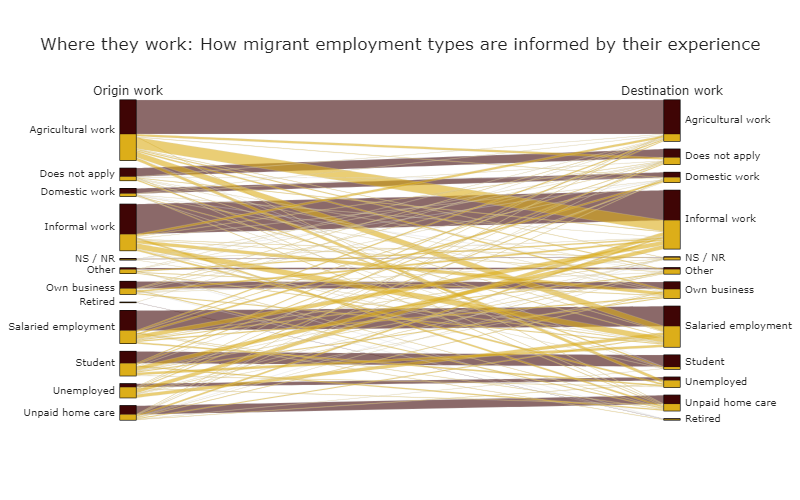 Where they work: How migrant employment types are informed by their experience
Origin work
Destination work
Agricultural work
Does not apply
Domestic work
Informal work
NS / NR
Other
Own business
Retired
Salaried employment
Student
Unemployed
Unpaid home care
Agricultural work
Does not apply
Domestic work
Informal work
NS / NR
Other
Own business
Salaried employment
Student
Unemployed
Unpaid home care
Retired